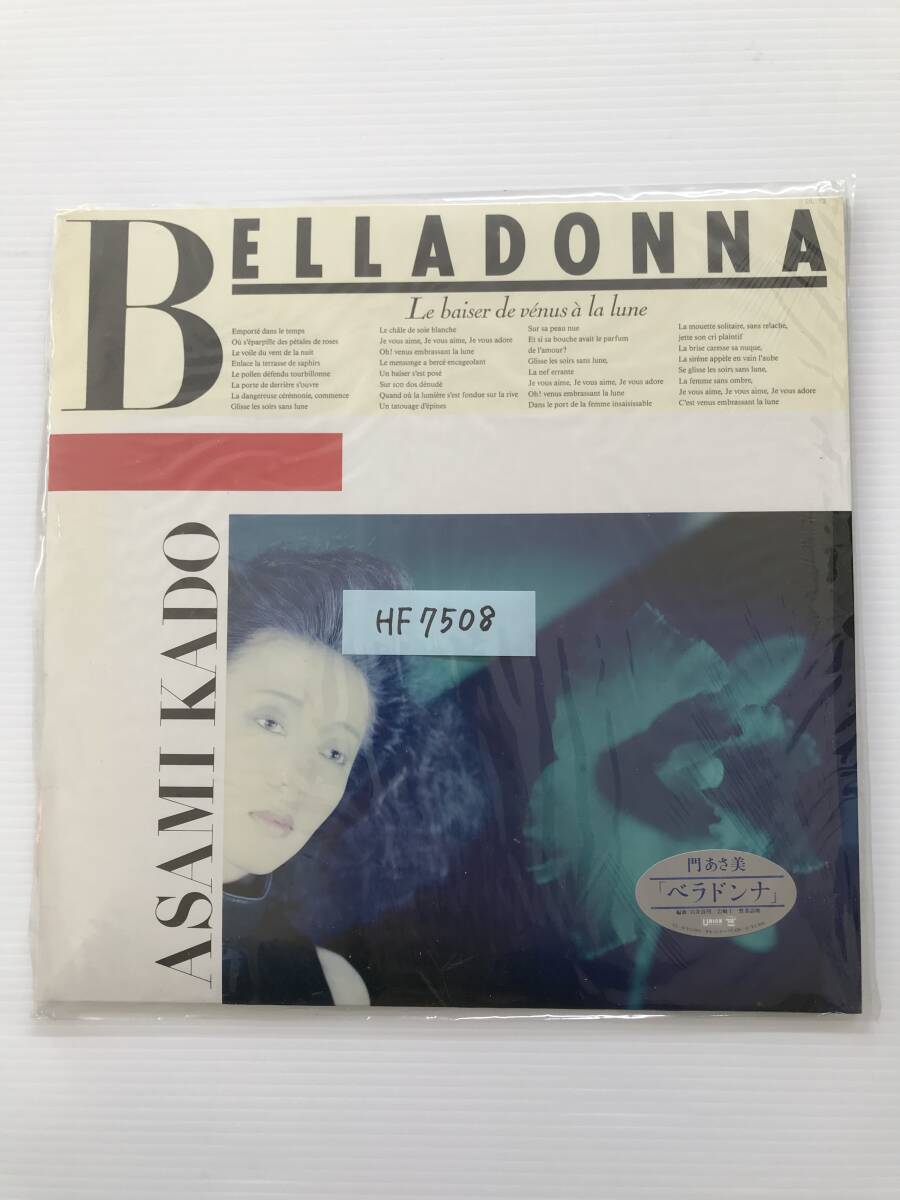 BELLADONNA
Le baiser de vénus à la lune
Emporté dans le temps
Où s'éparpille des pétales de roses
Le voile du vent de la nuit
Enlace la terrasse de saphirs
Le pollen défendu tourbillonne
La porte de derrière s'ouvre
La dangereuse cérémonie, commence
Glisse les soirs sans lune
Le châle de soie blanche
Je vous aime, Je vous aime, Je vous adore
Oh! venus embrassant la lune
Le mensonge a bercé encageolant
Un baiser s'est posé
Sur son dos dénudé
Quand où la lumière s'est fondue sur la rive
Un tatouage d'épines
Sur sa peau nue
Et si sa bouche avait le parfum
de l'amour?
Glisse les soirs sans lune,
La nef errante
Je vous aime, Je vous aime, Je vous adore
Oh! venus embrassant la lune
Dans le port de la femme insaisissable
La mouette solitaire, sans relache,
jette son cri plaintif
La brise caresse sa nuque,
La sirène appèle en vain l'aube
Se glisse les soirs sans lune,
La femme sans ombre,
Je vous aime, Je vous aime, Je vous adore
C'est venus embrassant la lune
ASAMI KADO
HF7508
門あさ美
「ベラドンナ」
UNION